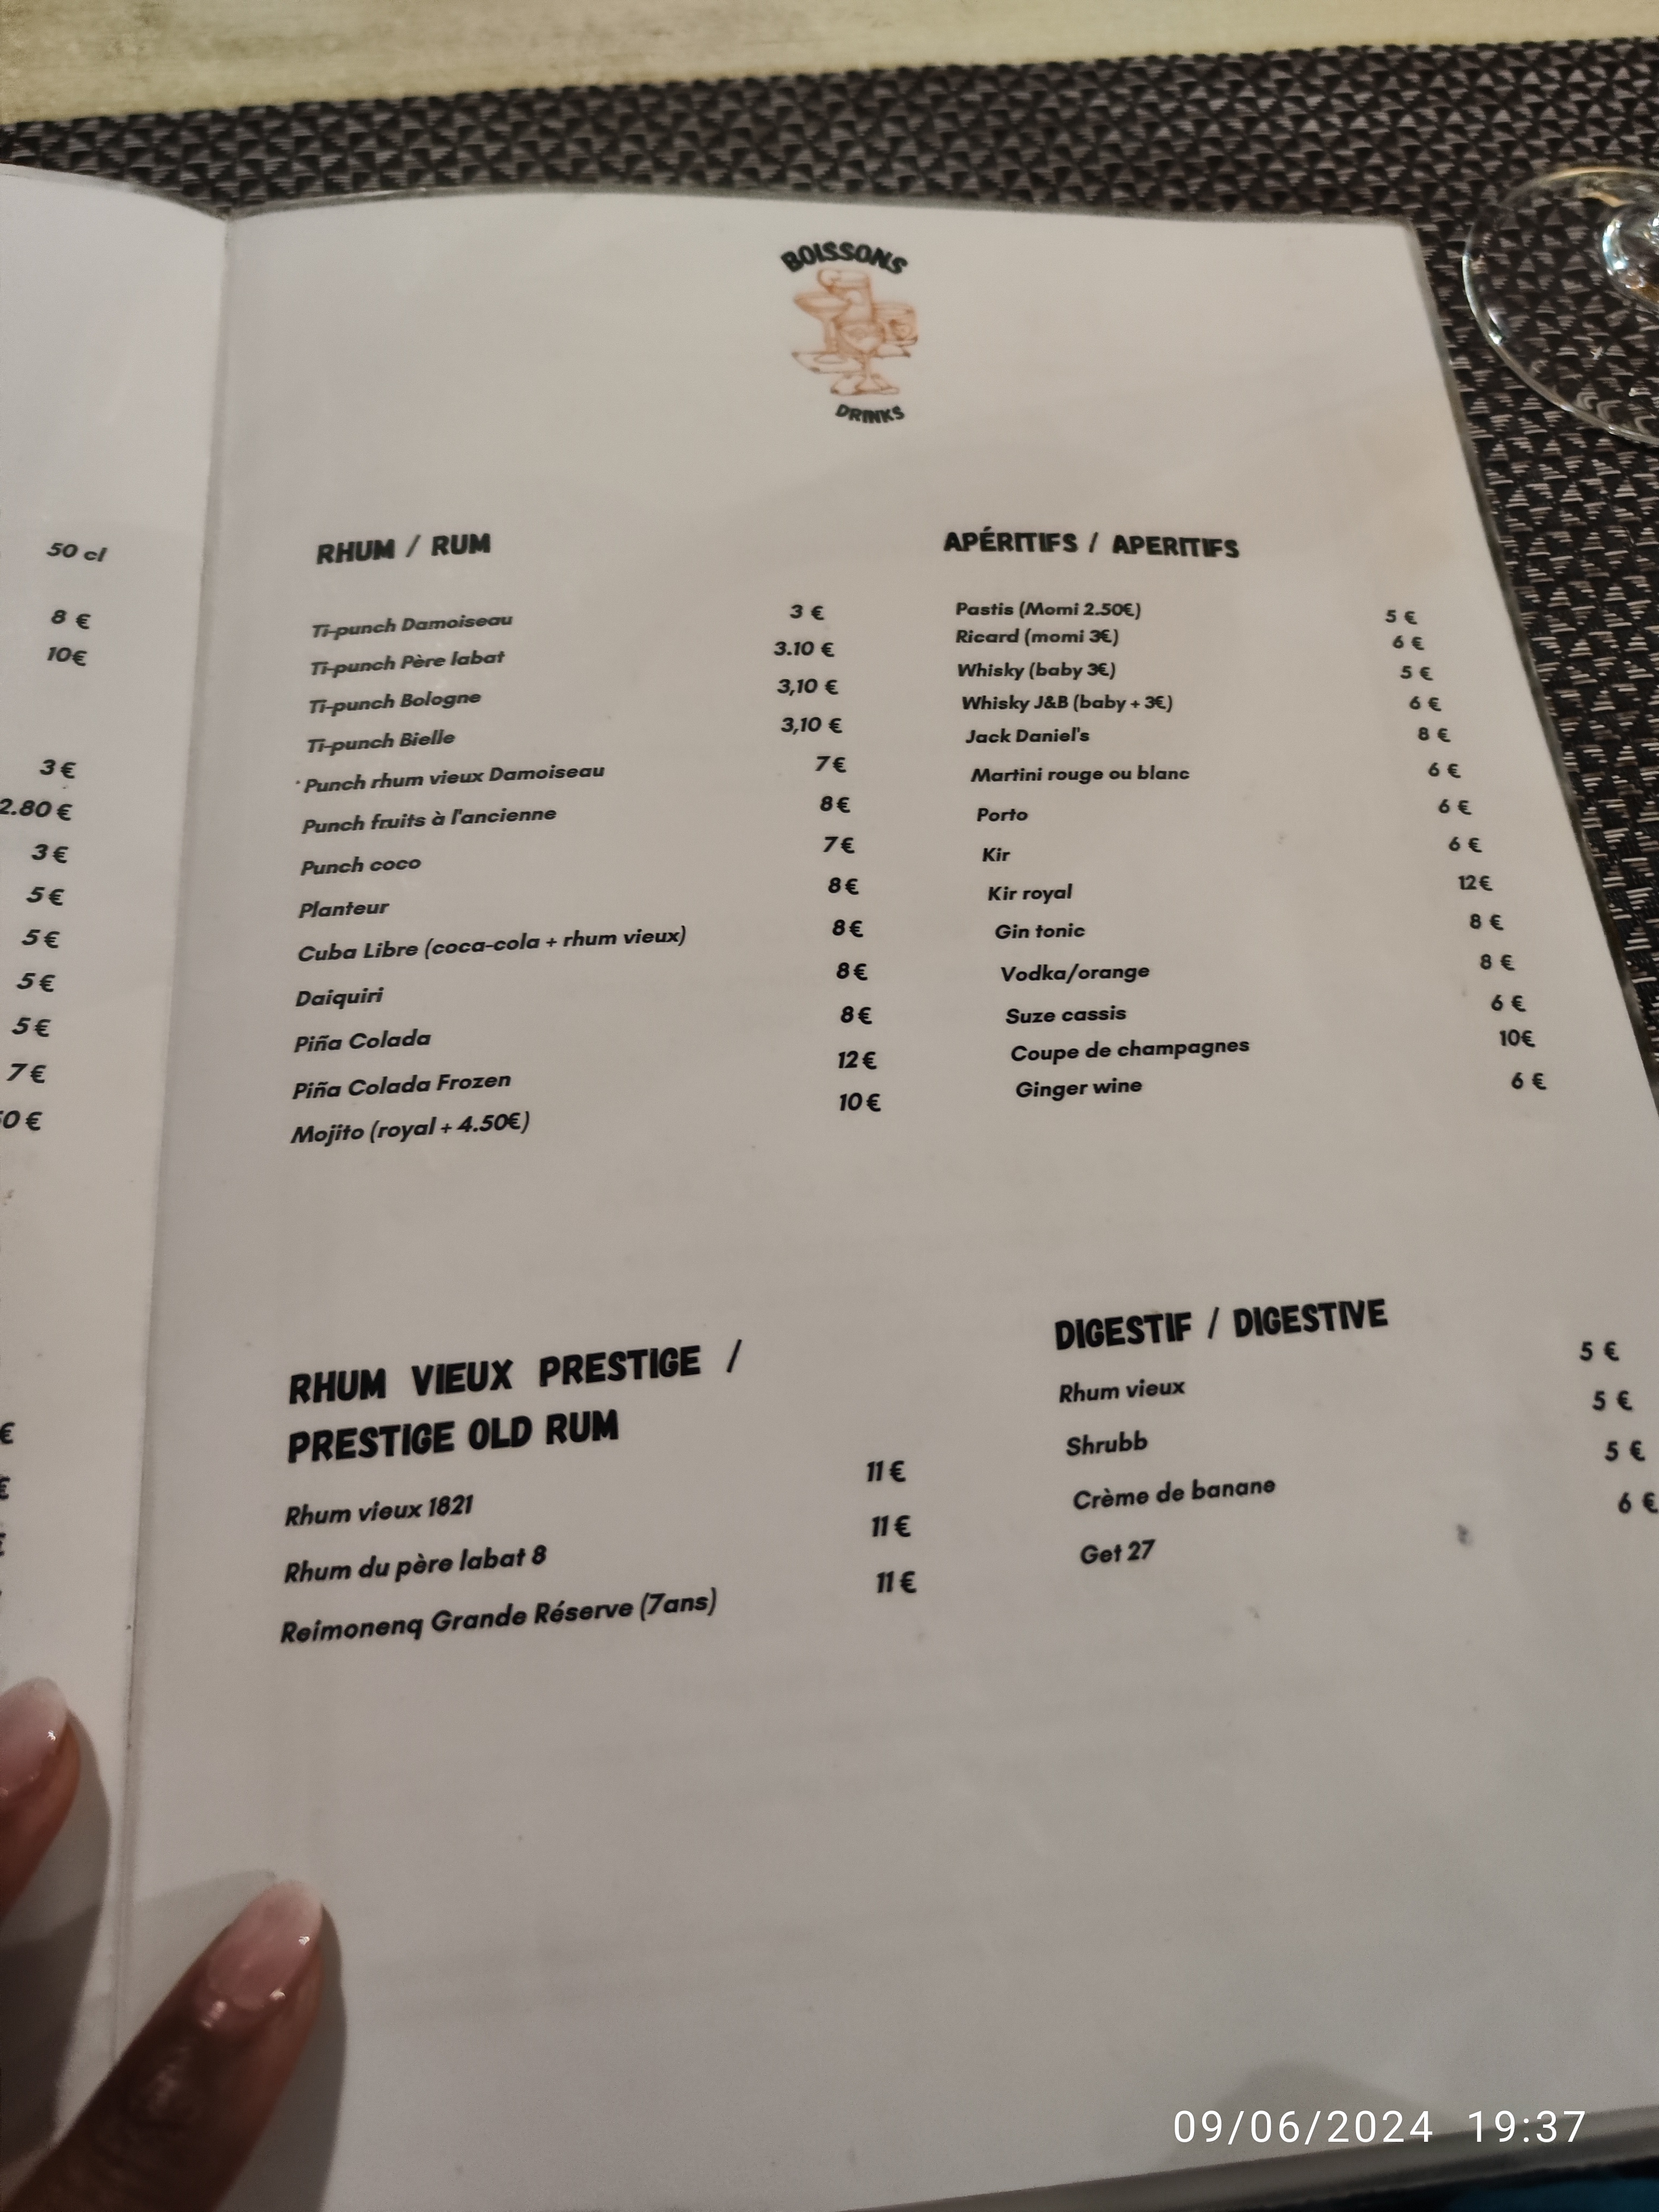 50 cl
8 €
10€
3 €
2.80 €
3 €
5 €
5 €
5 €
5 €
7 €
0 €
€
€
BOISSONS
DRINKS
RHUM / RUM
Ti-punch Damoiseau 3 €
Ti-punch Père labat 3.10 €
Ti-punch Bologne 3,10 €
Ti-punch Bielle 3,10 €
Punch rhum vieux Damoiseau 7 €
Punch fruits à l'ancienne 8 €
Punch coco 7 €
Planteur 8 €
Cuba Libre (coca-cola + rhum vieux) 8 €
Daiquiri 8 €
Piña Colada 8 €
Piña Colada Frozen 12 €
Mojito (royal + 4.50€) 10 €
APÉRITIFS / APERITIFS
Pastis (Momi 2.50€) 5 €
Ricard (momi 3€) 6 €
Whisky (baby 3€) 5 €
Whisky J&B (baby + 3€) 6 €
Jack Daniel's 8 €
Martini rouge ou blanc 6 €
Porto 6 €
Kir 6 €
Kir royal 12€
Gin tonic 8 €
Vodka/orange 8 €
Suze cassis 6 €
Coupe de champagnes 10€
Ginger wine 6 €
RHUM VIEUX PRESTIGE /
PRESTIGE OLD RUM
Rhum vieux 1821 11 €
Rhum du père labat 8 11 €
Reimonenq Grande Réserve (7ans) 11 €
DIGESTIF / DIGESTIVE
Rhum vieux 5 €
Shrubb 5 €
Crème de banane 5 €
Get 27 6 €
09/06/2024 19:37